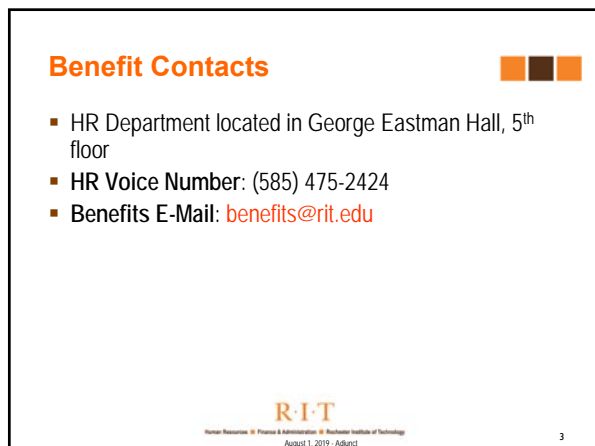 Benefit Contacts
▪ HR Department located in George Eastman Hall, 5th
floor
▪ HR Voice Number: (585) 475-2424
▪ Benefits E-Mail: benefits@rit.edu
R·I·T
Human Resources ■ Finance & Administration ■ Rochester Institute of Technology
August 1, 2019 - Adjunct
3